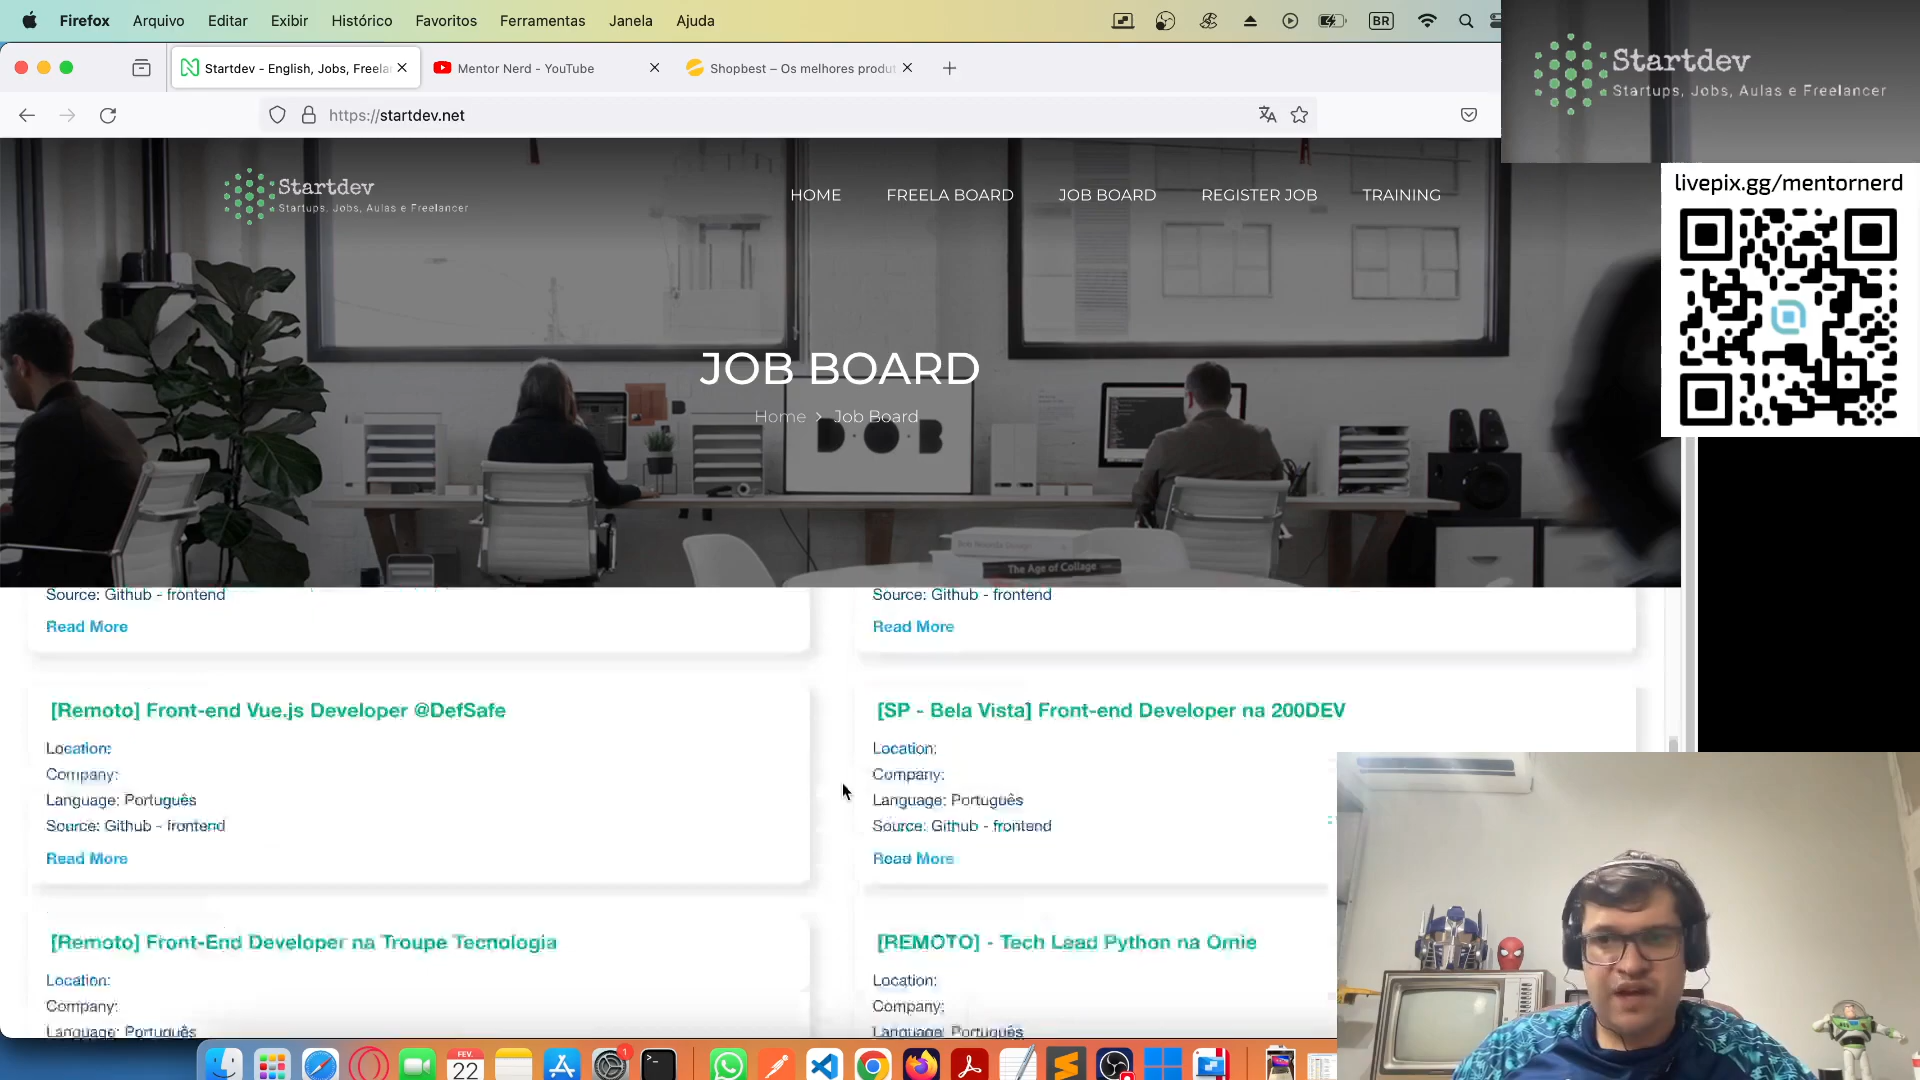 Firefox Arquivo Editar Exibir Histórico Favoritos Ferramentas Janela Ajuda
BR
Startdev - English, Jobs, Freela
Mentor Nerd - YouTube
Shopbest – Os melhores produt
https://startdev.net
Startdev
Startups, Jobs, Aulas e Freelancer
livepix.gg/mentornerd
Startdev
Startups, Jobs, Aulas e Freelancer
HOME FREELA BOARD JOB BOARD REGISTER JOB TRAINING
JOB BOARD
Home > Job Board
D·O·B
The Age of Collage
Source: Github - frontend
Read More
Source: Github - frontend
Read More
[Remoto] Front-end Vue.js Developer @DefSafe
Location:
Company:
Language: Português
Source: Github - frontend
Read More
[SP - Bela Vista] Front-end Developer na 200DEV
Location:
Company:
Language: Português
Source: Github - frontend
Read More
[Remoto] Front-End Developer na Troupe Tecnologia
Location:
Company:
Language: Português
[REMOTO] - Tech Lead Python na Omie
Location:
Company:
Language: Português
FEV.
22
1